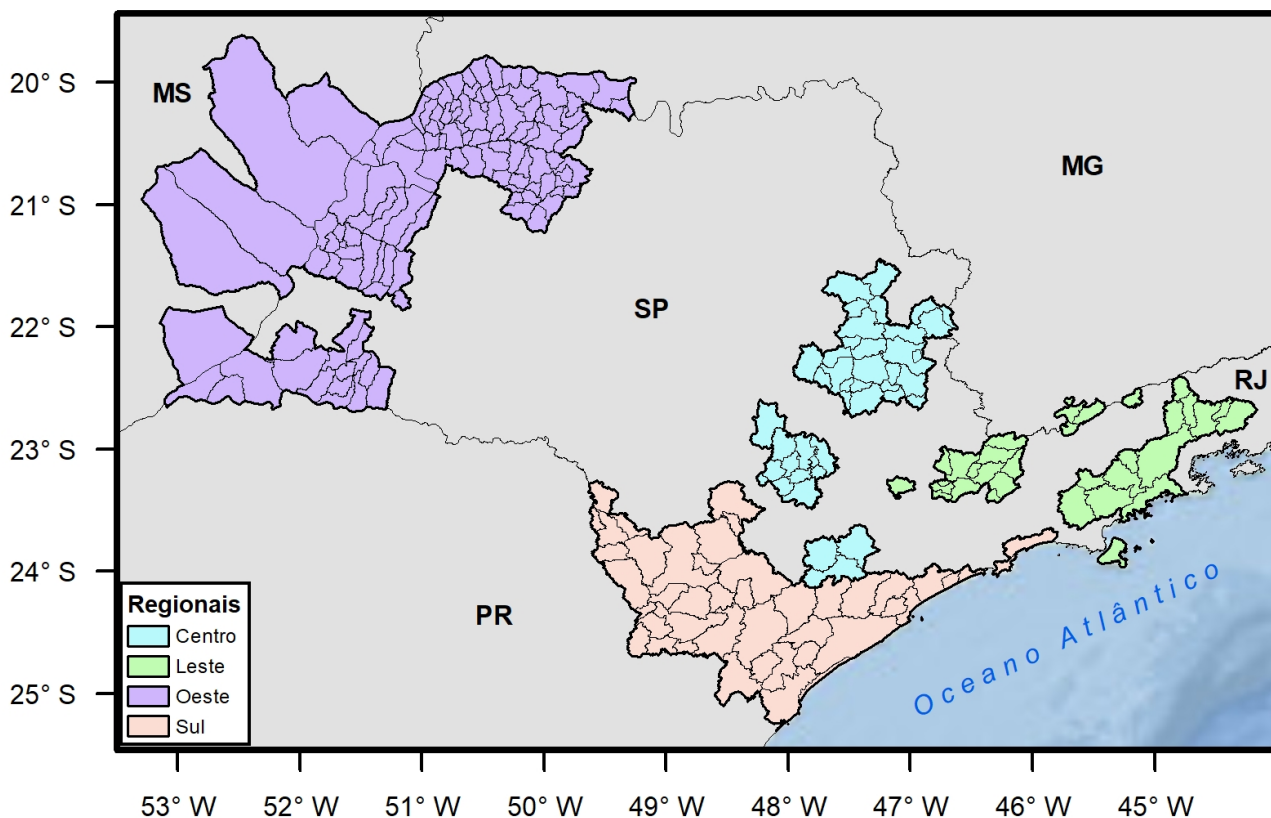 20° S
21° S
22° S
23° S
24° S
25° S
MS
MG
SP
RJ
PR
Oceano Atlântico
Regionais
Centro
Leste
Oeste
Sul
53° W
52° W
51° W
50° W
49° W
48° W
47° W
46° W
45° W